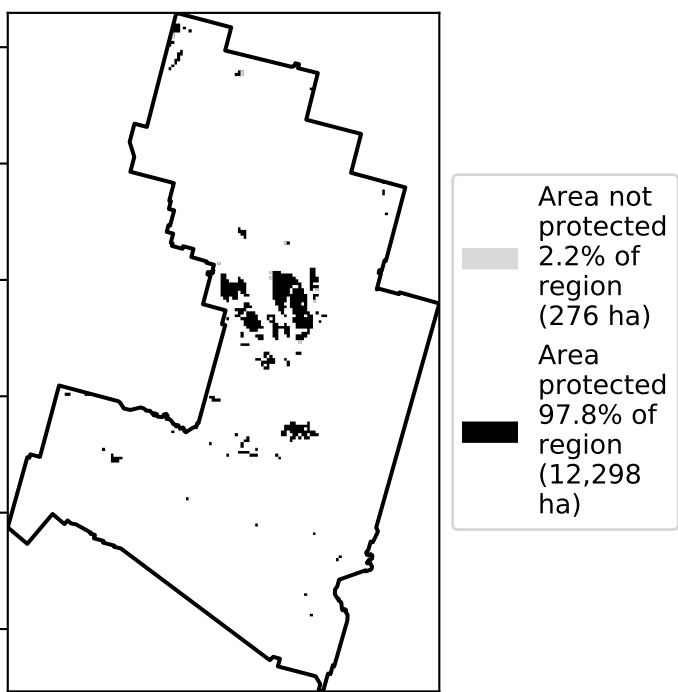 Area not
protected
2.2% of
region
(276 ha)
Area
protected
97.8% of
region
(12,298
ha)